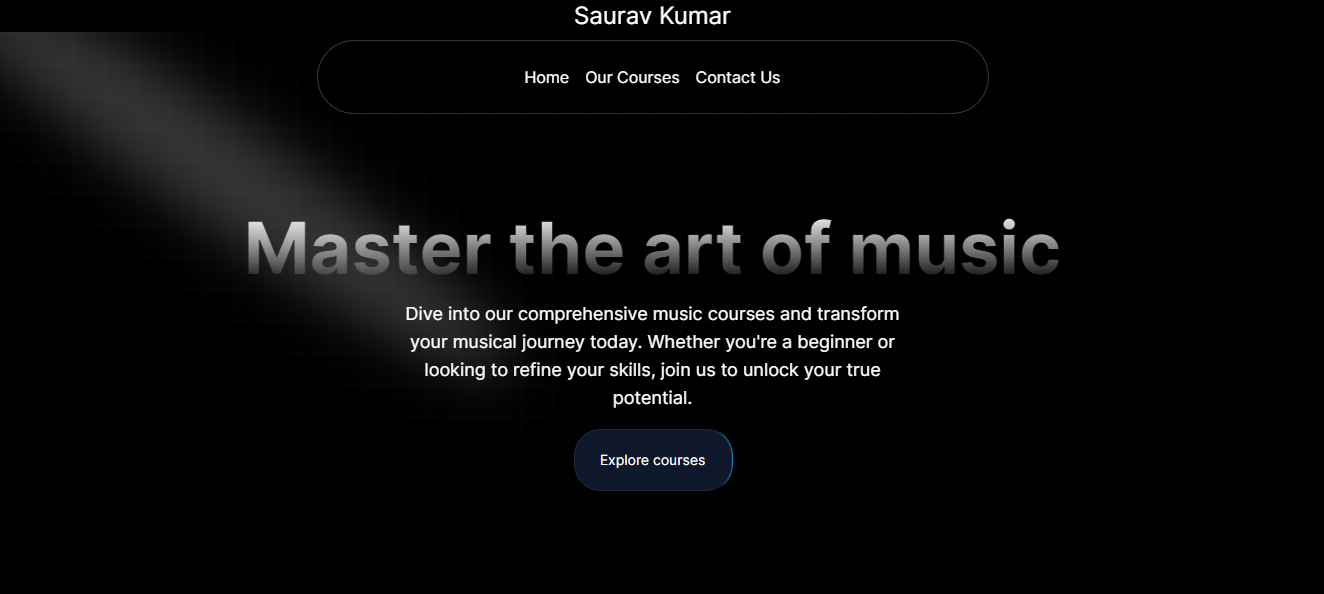 Saurav Kumar
Home Our Courses Contact Us
Master the art of music
Dive into our comprehensive music courses and transform
your musical journey today. Whether you're a beginner or
looking to refine your skills, join us to unlock your true
potential.
Explore courses